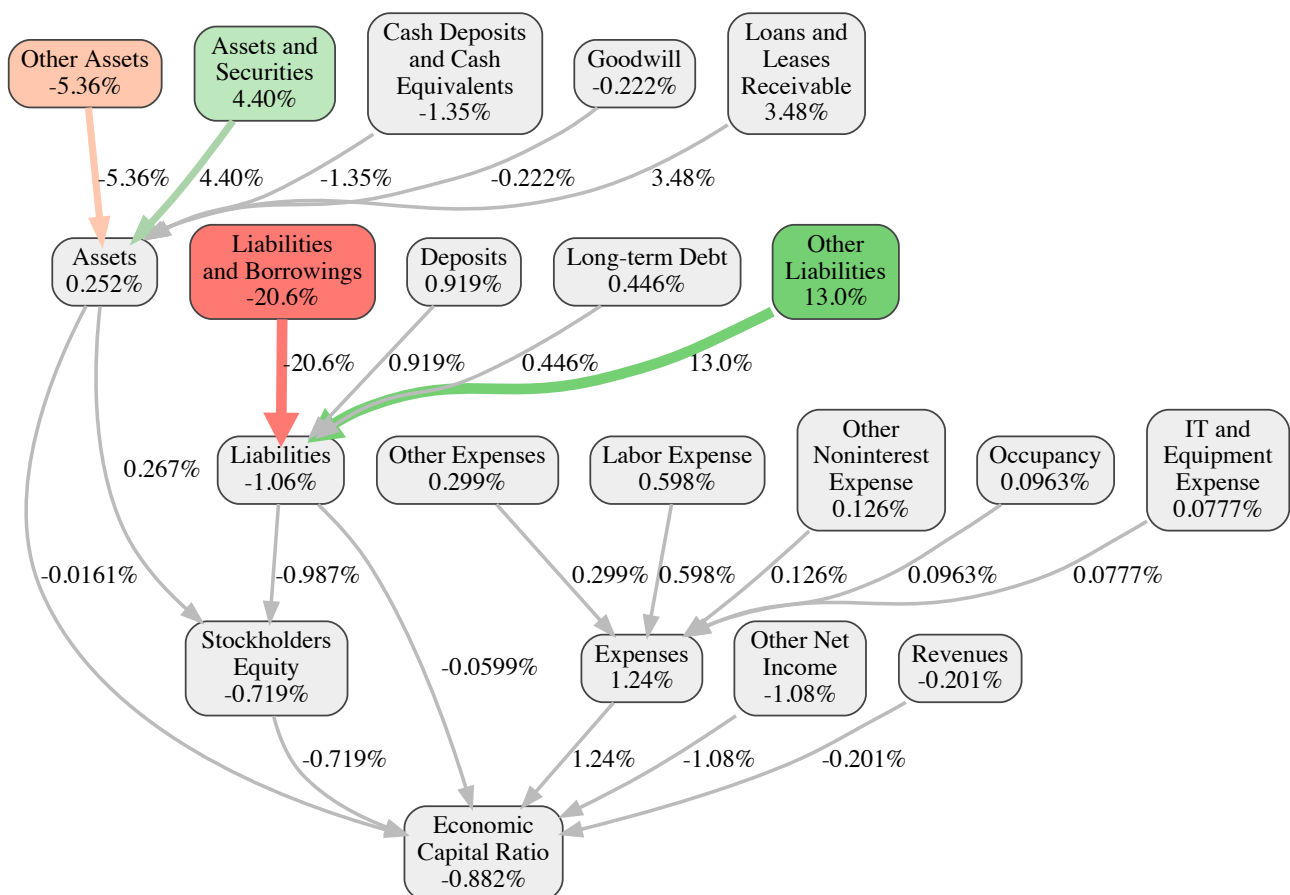 Other Assets
-5.36%
Assets and
Securities
4.40%
Cash Deposits
and Cash
Equivalents
-1.35%
Goodwill
-0.222%
Loans and
Leases
Receivable
3.48%
-5.36%
4.40%
-1.35%
-0.222%
3.48%
Assets
0.252%
Liabilities
and Borrowings
-20.6%
Deposits
0.919%
Long-term Debt
0.446%
Other
Liabilities
13.0%
-20.6%
0.919%
0.446%
13.0%
0.267%
Liabilities
-1.06%
Other Expenses
0.299%
Labor Expense
0.598%
Other
Noninterest
Expense
0.126%
Occupancy
0.0963%
IT and
Equipment
Expense
0.0777%
-0.0161%
-0.987%
0.299%
0.598%
0.126%
0.0963%
0.0777%
Stockholders
Equity
-0.719%
-0.0599%
Expenses
1.24%
Other Net
Income
-1.08%
Revenues
-0.201%
-0.719%
1.24%
-1.08%
-0.201%
Economic
Capital Ratio
-0.882%